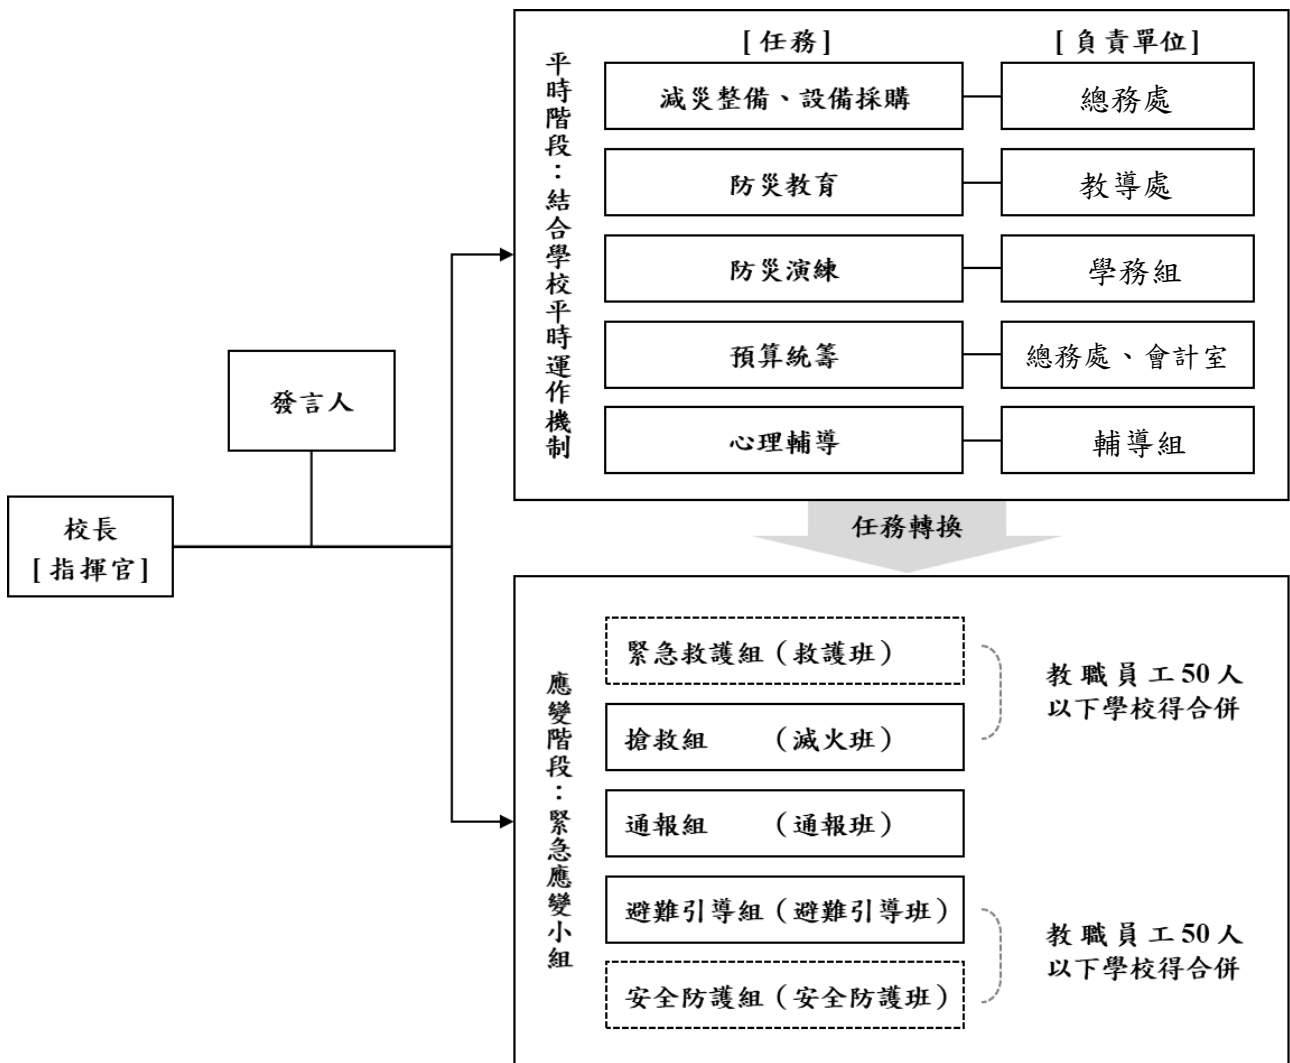 平時階段：結合學校平時運作機制
[任務]
[負責單位]
減災整備、設備採購
總務處
防災教育
教導處
防災演練
學務組
預算統籌
總務處、會計室
心理輔導
輔導組
發言人
校長
[指揮官]
任務轉換
應變階段：緊急應變小組
緊急救護組（救護班）
搶救組　（滅火班）
教職員工50人
以下學校得合併
通報組　（通報班）
避難引導組（避難引導班）
安全防護組（安全防護班）
教職員工50人
以下學校得合併